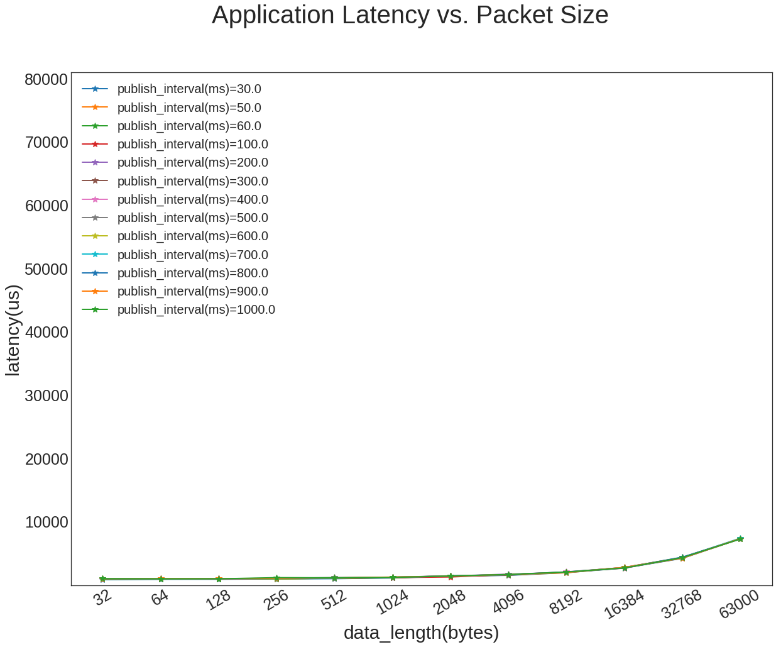 Application Latency vs. Packet Size
80000
70000
60000
50000
40000
30000
20000
10000
latency(us)
publish_interval(ms)=30.0
publish_interval(ms)=50.0
publish_interval(ms)=60.0
publish_interval(ms)=100.0
publish_interval(ms)=200.0
publish_interval(ms)=300.0
publish_interval(ms)=400.0
publish_interval(ms)=500.0
publish_interval(ms)=600.0
publish_interval(ms)=700.0
publish_interval(ms)=800.0
publish_interval(ms)=900.0
publish_interval(ms)=1000.0
32 64 128 256 512 1024 2048 4096 8192 16384 32768 63000
data_length(bytes)